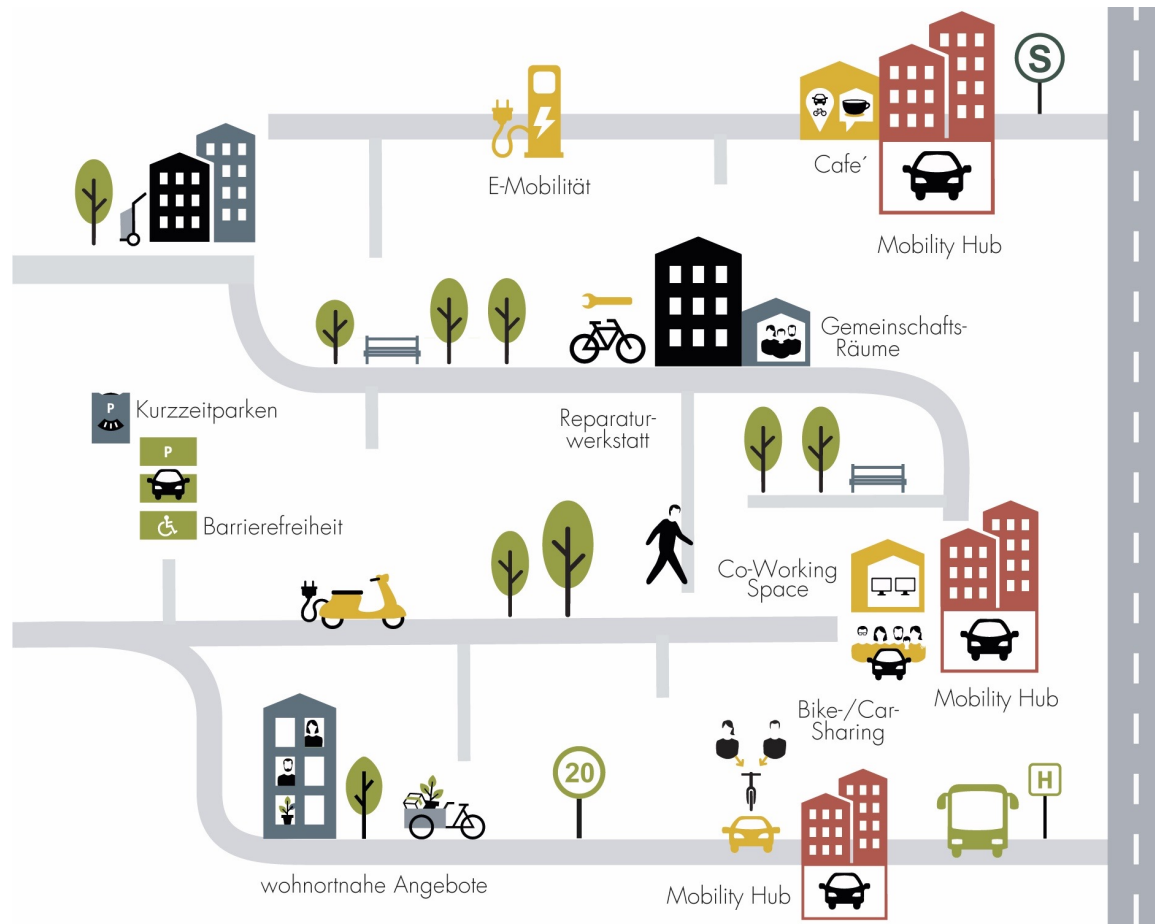 S
E-Mobilität
Cafe´
Mobility Hub
Gemeinschafts-
Räume
P
Kurzzeitparken
Reparatur-
werkstatt
P
Barrierefreiheit
Co-Working
Space
Mobility Hub
Bike-/Car-
Sharing
20
H
wohnortnahe Angebote
Mobility Hub